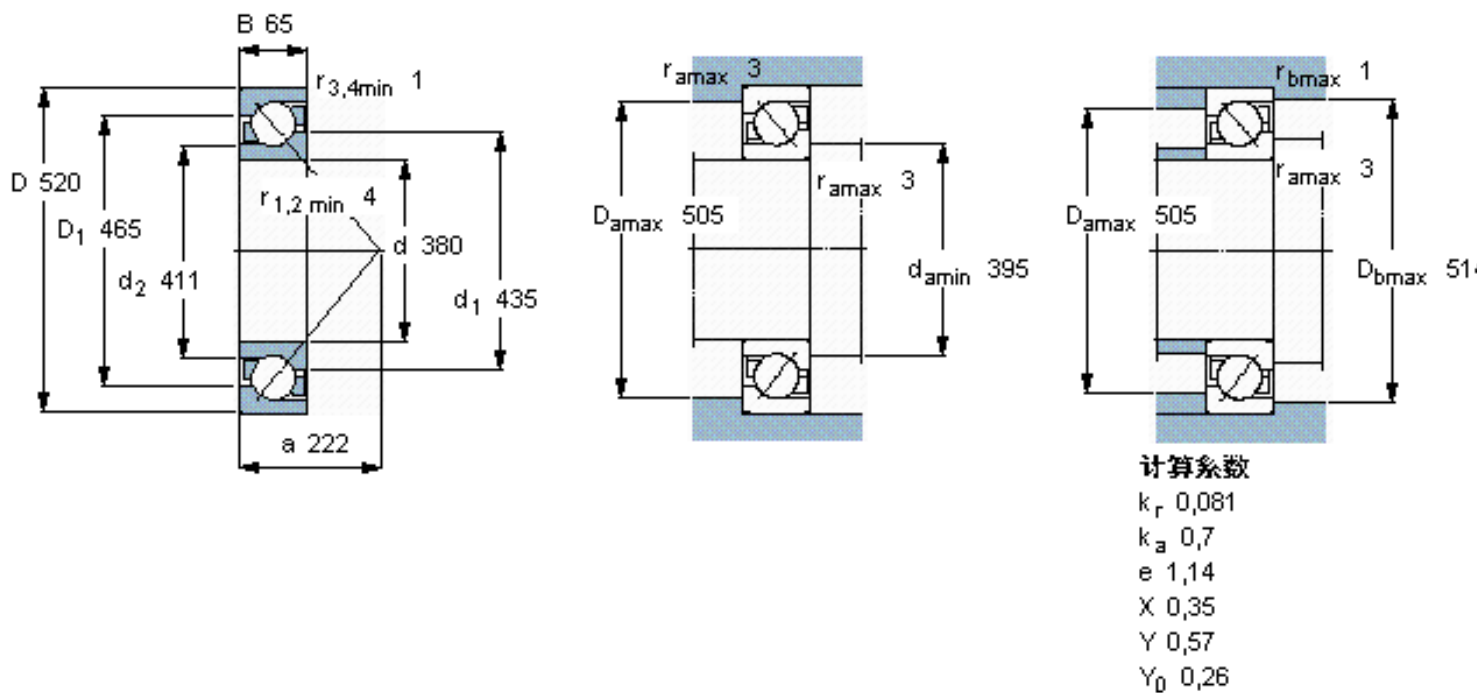 B 65
r3,4min 1
D 520
D1 465
r1,2 min 4
d 380
d2 411
d1 435
a 222
ramax 3
ramax 3
Damax 505
damin 395
rbmax 1
ramax 3
Damax 505
Dbmax 514
计算系数
kr 0,081
ka 0,7
e 1,14
X 0,35
Y 0,57
Y0 0,26